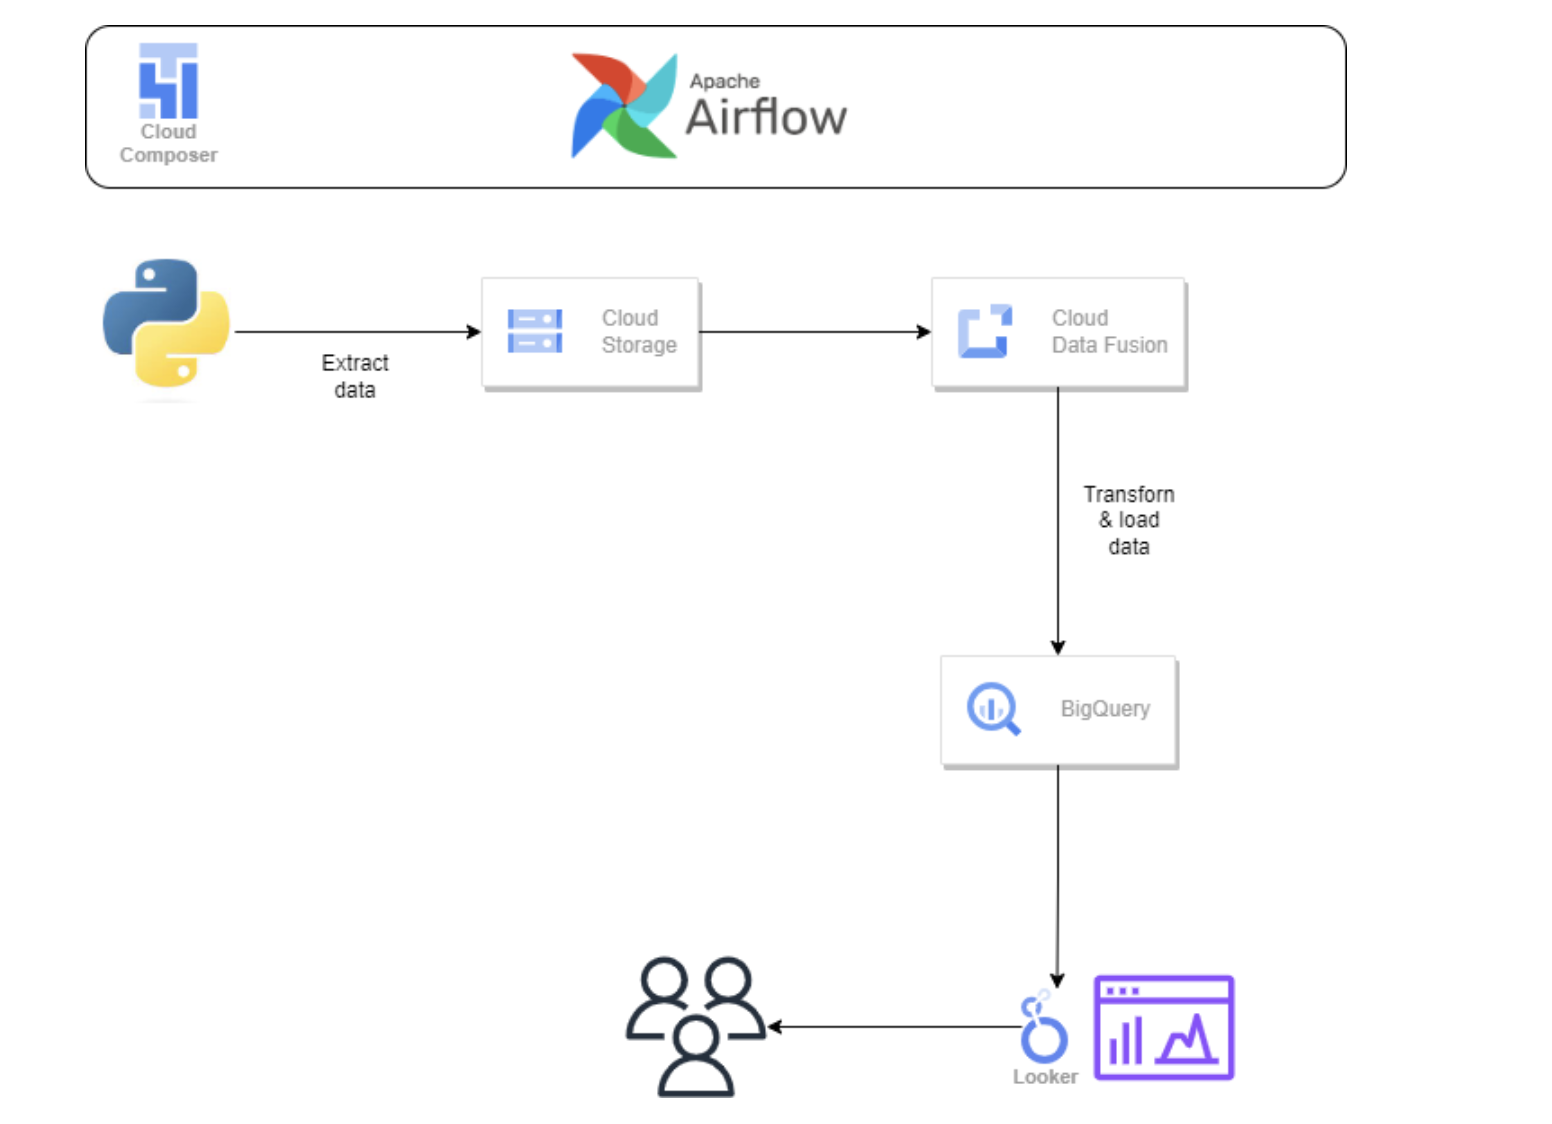 Cloud
Composer
Apache
Airflow
Extract
data
Cloud
Storage
Cloud
Data Fusion
Transforn
& load
data
BigQuery
Looker